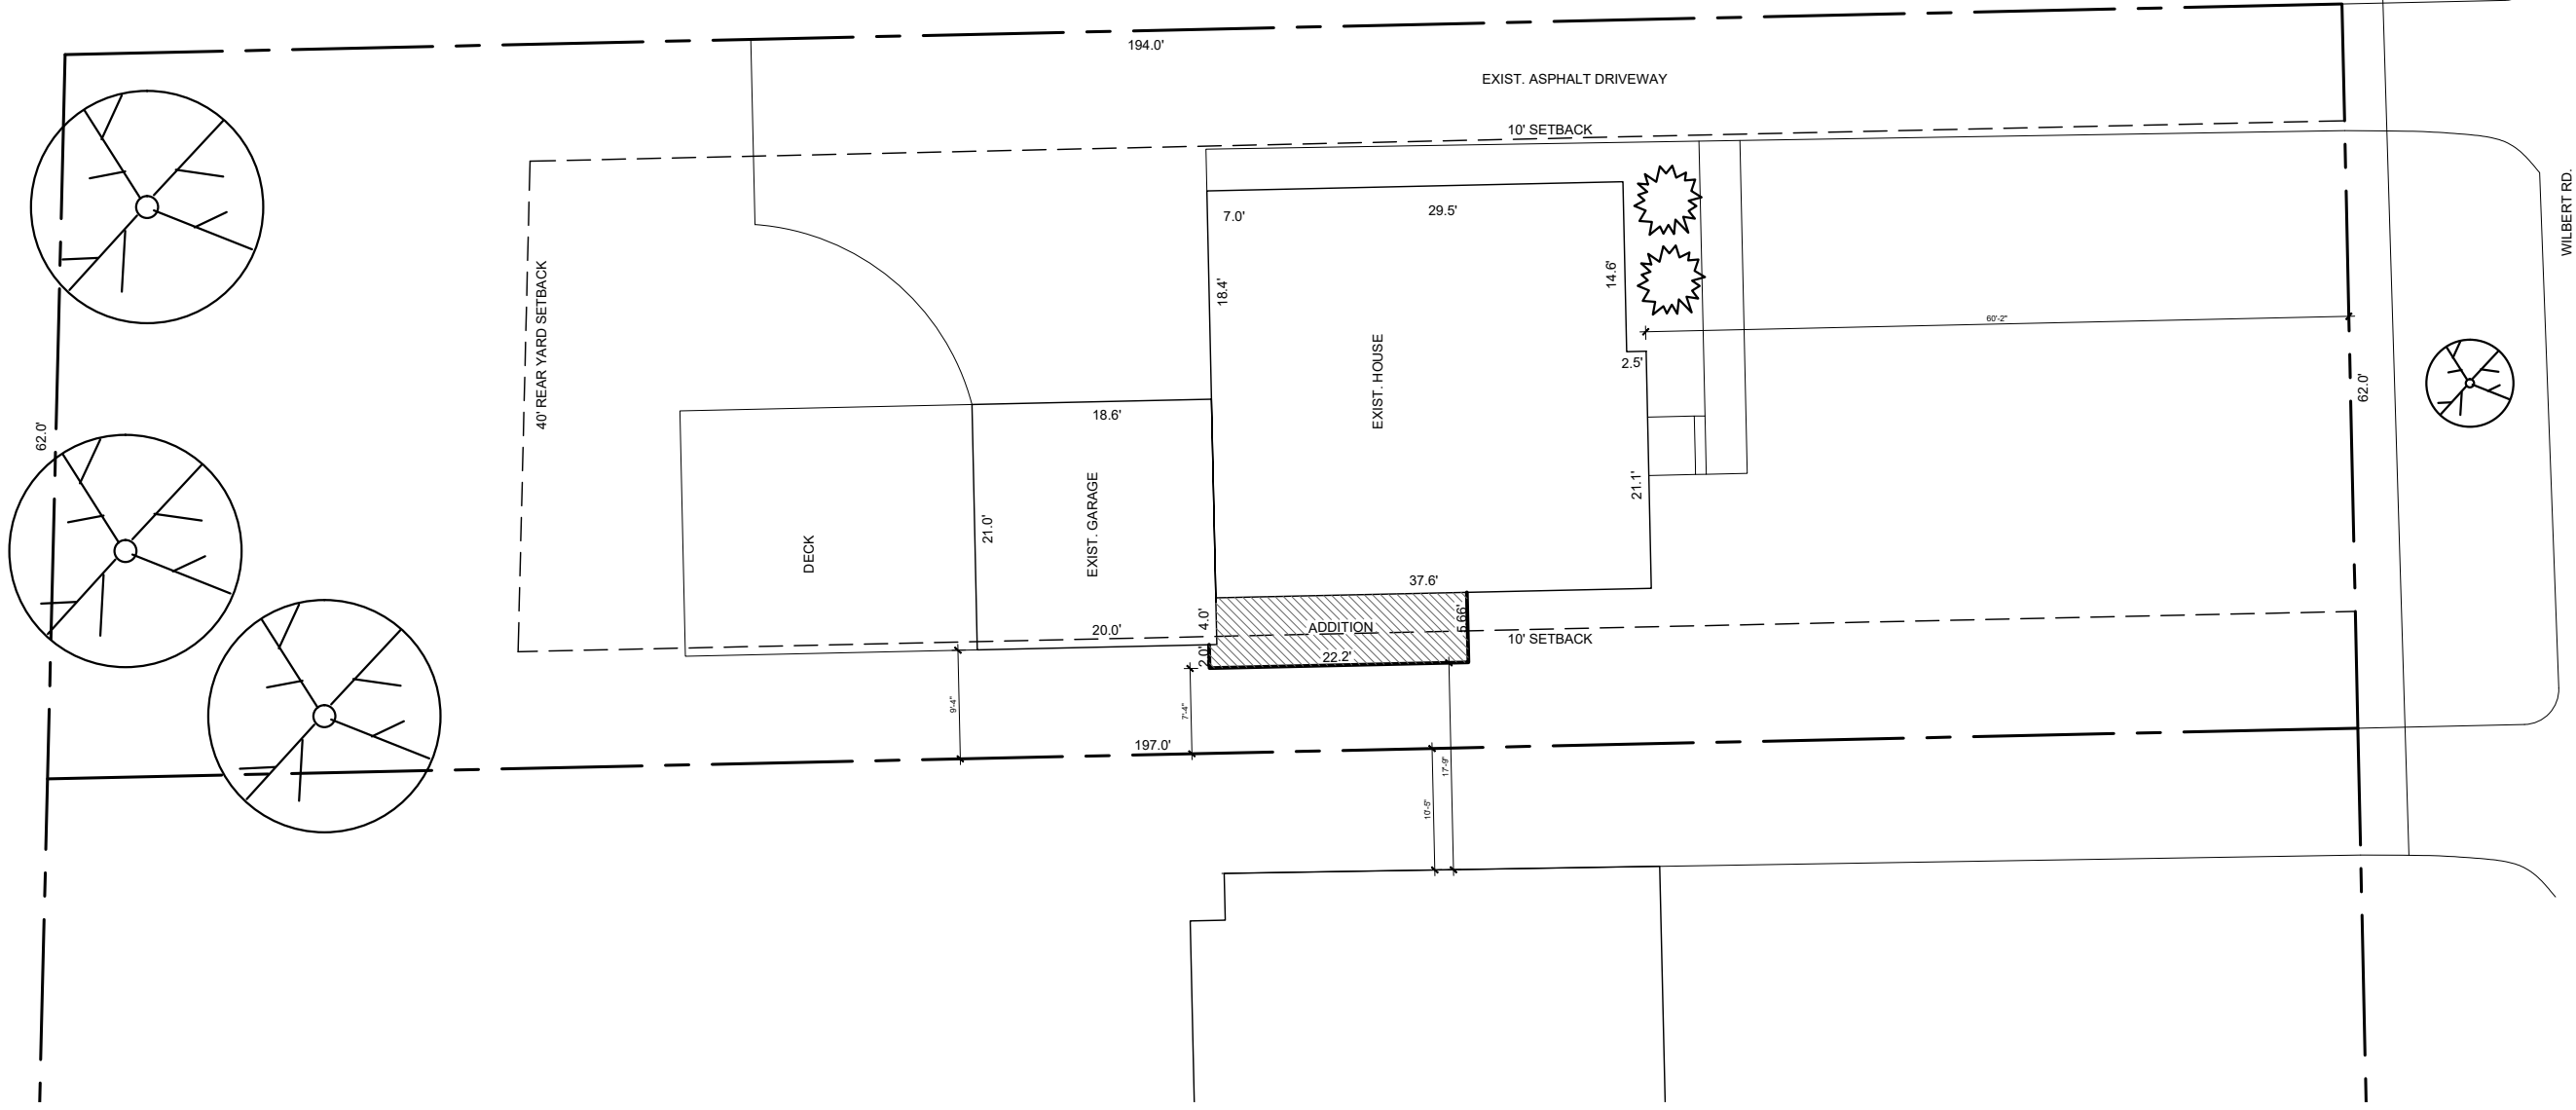 194.0'
EXIST. ASPHALT DRIVEWAY
10' SETBACK
WILBERT RD.
7.0'
29.5'
40' REAR YARD SETBACK
18.4'
14.6'
60'-2"
EXIST. HOUSE
2.5'
62.0'
62.0'
18.6'
21.1'
DECK
21.0'
EXIST. GARAGE
37.6'
4.0'
5.66'
20.0'
ADDITION
10' SETBACK
2.0'
22.2'
9'-4"
7'-4"
197.0'
17'-9"
10'-5"